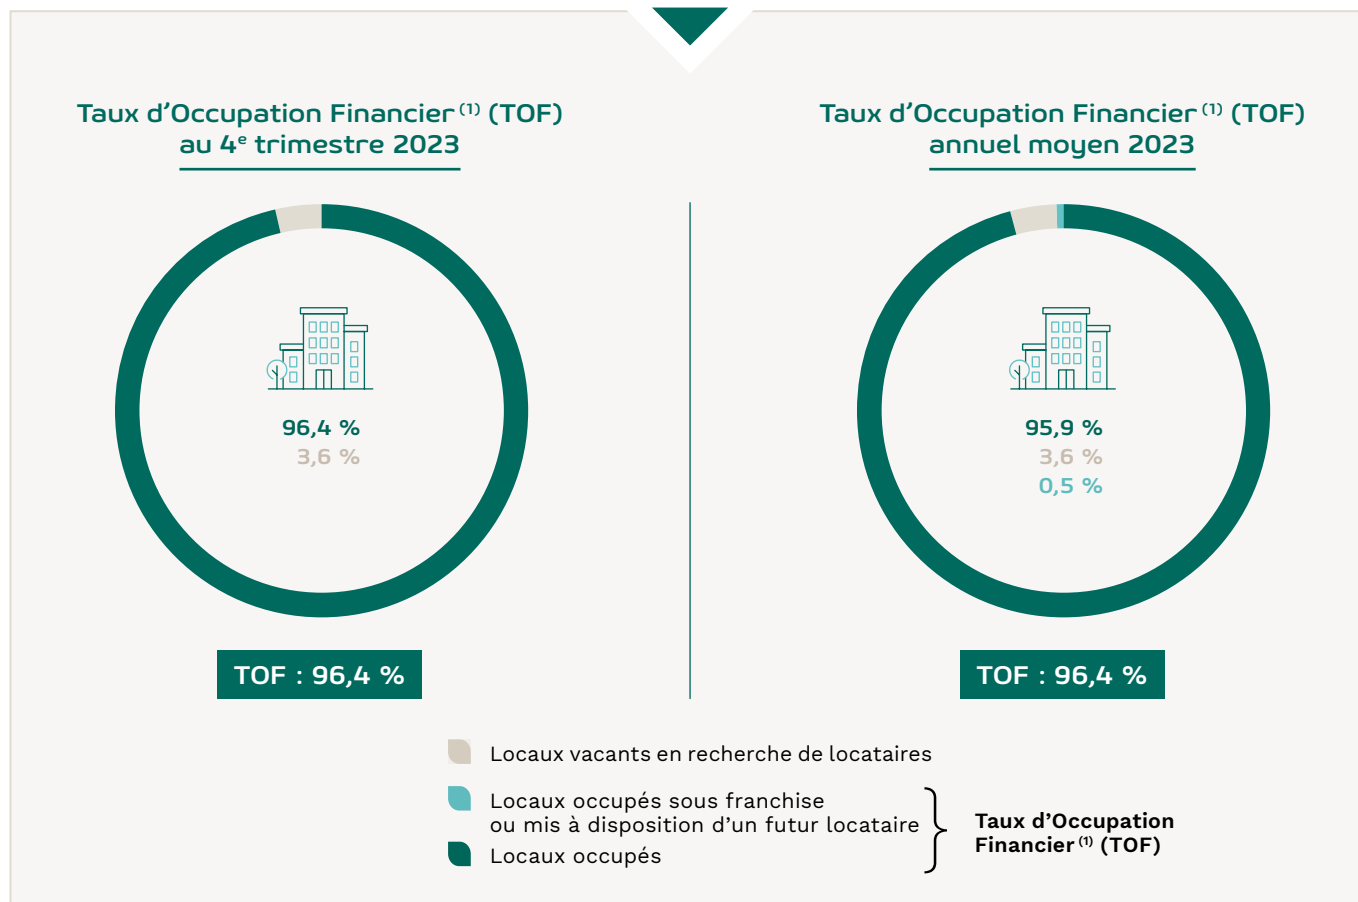 Taux d’Occupation Financier (1) (TOF)
au 4e trimestre 2023
96,4 %
3,6 %
TOF : 96,4 %
Taux d’Occupation Financier (1) (TOF)
annuel moyen 2023
95,9 %
3,6 %
0,5 %
TOF : 96,4 %
Locaux vacants en recherche de locataires
Locaux occupés sous franchise
ou mis à disposition d’un futur locataire
Locaux occupés
Taux d’Occupation
Financier (1) (TOF)